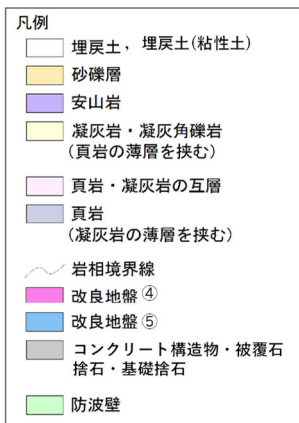 凡例
埋戻土，埋戻土(粘性土)
砂礫層
安山岩
凝灰岩・凝灰角礫岩
(頁岩の薄層を挟む)
頁岩・凝灰岩の互層
頁岩
(凝灰岩の薄層を挟む)
岩相境界線
改良地盤④
改良地盤⑤
コンクリート構造物・被覆石
捨石・基礎捨石
防波壁